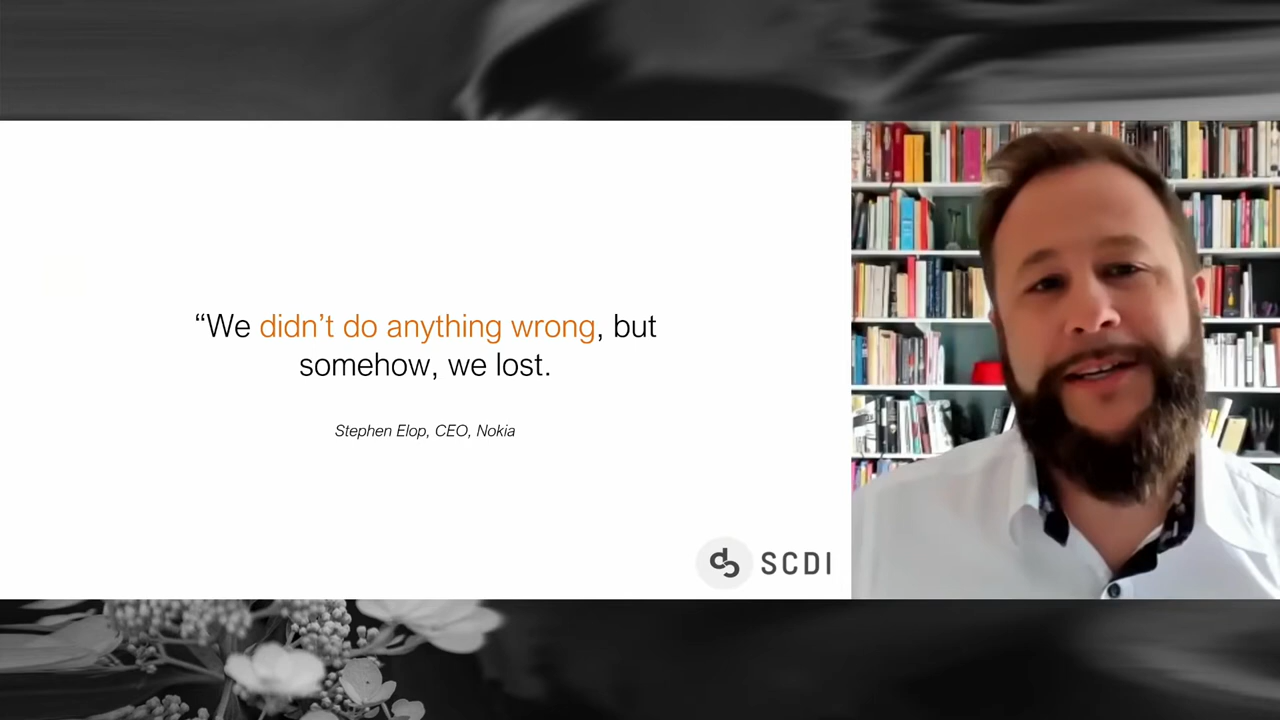 “We didn’t do anything wrong, but
somehow, we lost.
Stephen Elop, CEO, Nokia
SCDI